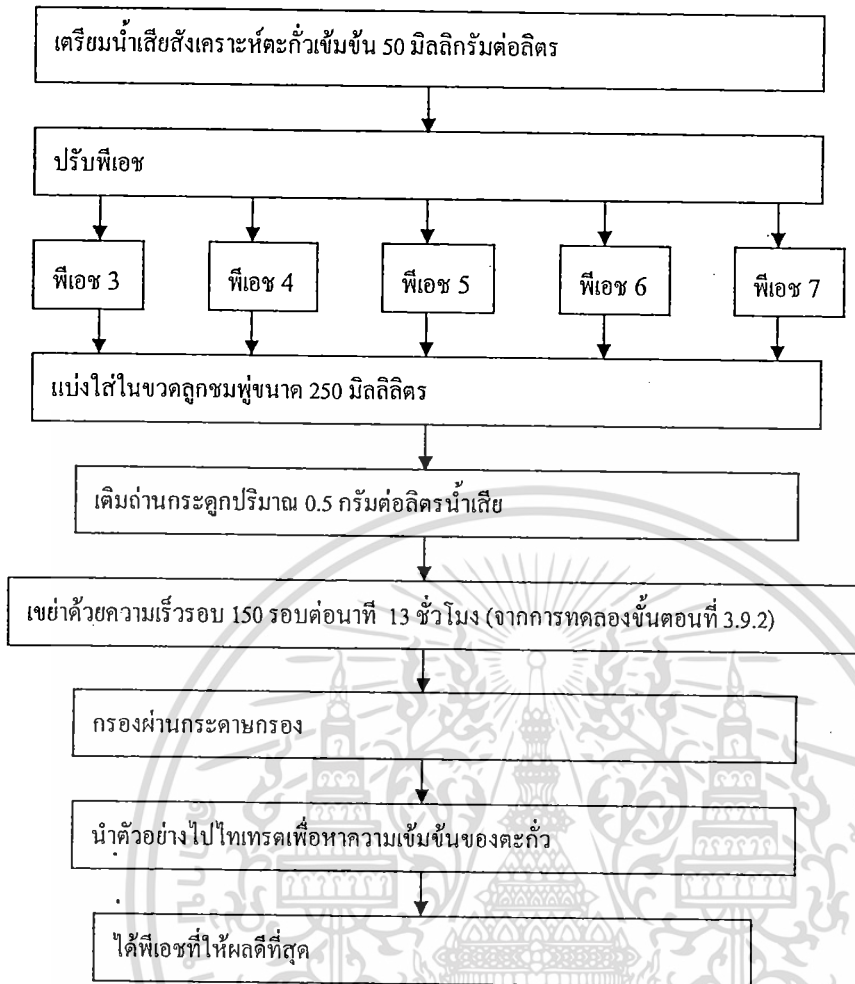 เตรียมน้ำเสียสังเคราะห์ตะกั่วเข้มข้น 50 มิลลิกรัมต่อลิตร
ปรับพีเอช
พีเอช 3
พีเอช 4
พีเอช 5
พีเอช 6
พีเอช 7
แบ่งใส่ในขวดลูกชมพู่ขนาด 250 มิลลิลิตร
เติมถ่านกระดูกปริมาณ 0.5 กรัมต่อลิตรน้ำเสีย
เขย่าด้วยความเร็วรอบ 150 รอบต่อนาที 13 ชั่วโมง (จากการทดลองขั้นตอนที่ 3.9.2)
กรองผ่านกระดาษกรอง
นำตัวอย่างไปไทเทรตเพื่อหาความเข้มข้นของตะกั่ว
ได้พีเอชที่ให้ผลดีที่สุด